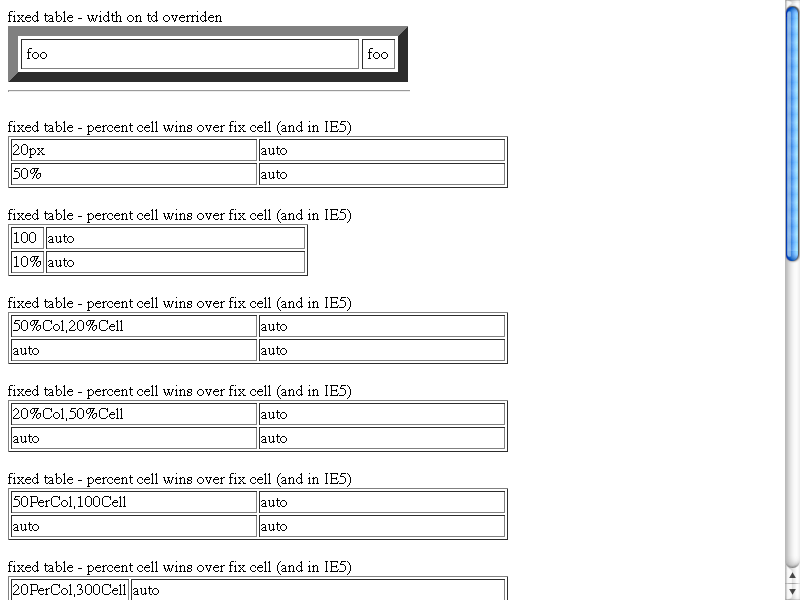 fixed table - width on td overriden
foo foo
fixed table - percent cell wins over fix cell (and in IE5)
20px auto
50% auto
fixed table - percent cell wins over fix cell (and in IE5)
100 auto
10% auto
fixed table - percent cell wins over fix cell (and in IE5)
50%Col,20%Cell auto
auto auto
fixed table - percent cell wins over fix cell (and in IE5)
20%Col,50%Cell auto
auto auto
fixed table - percent cell wins over fix cell (and in IE5)
50PerCol,100Cell auto
auto auto
fixed table - percent cell wins over fix cell (and in IE5)
20PerCol,300Cell auto